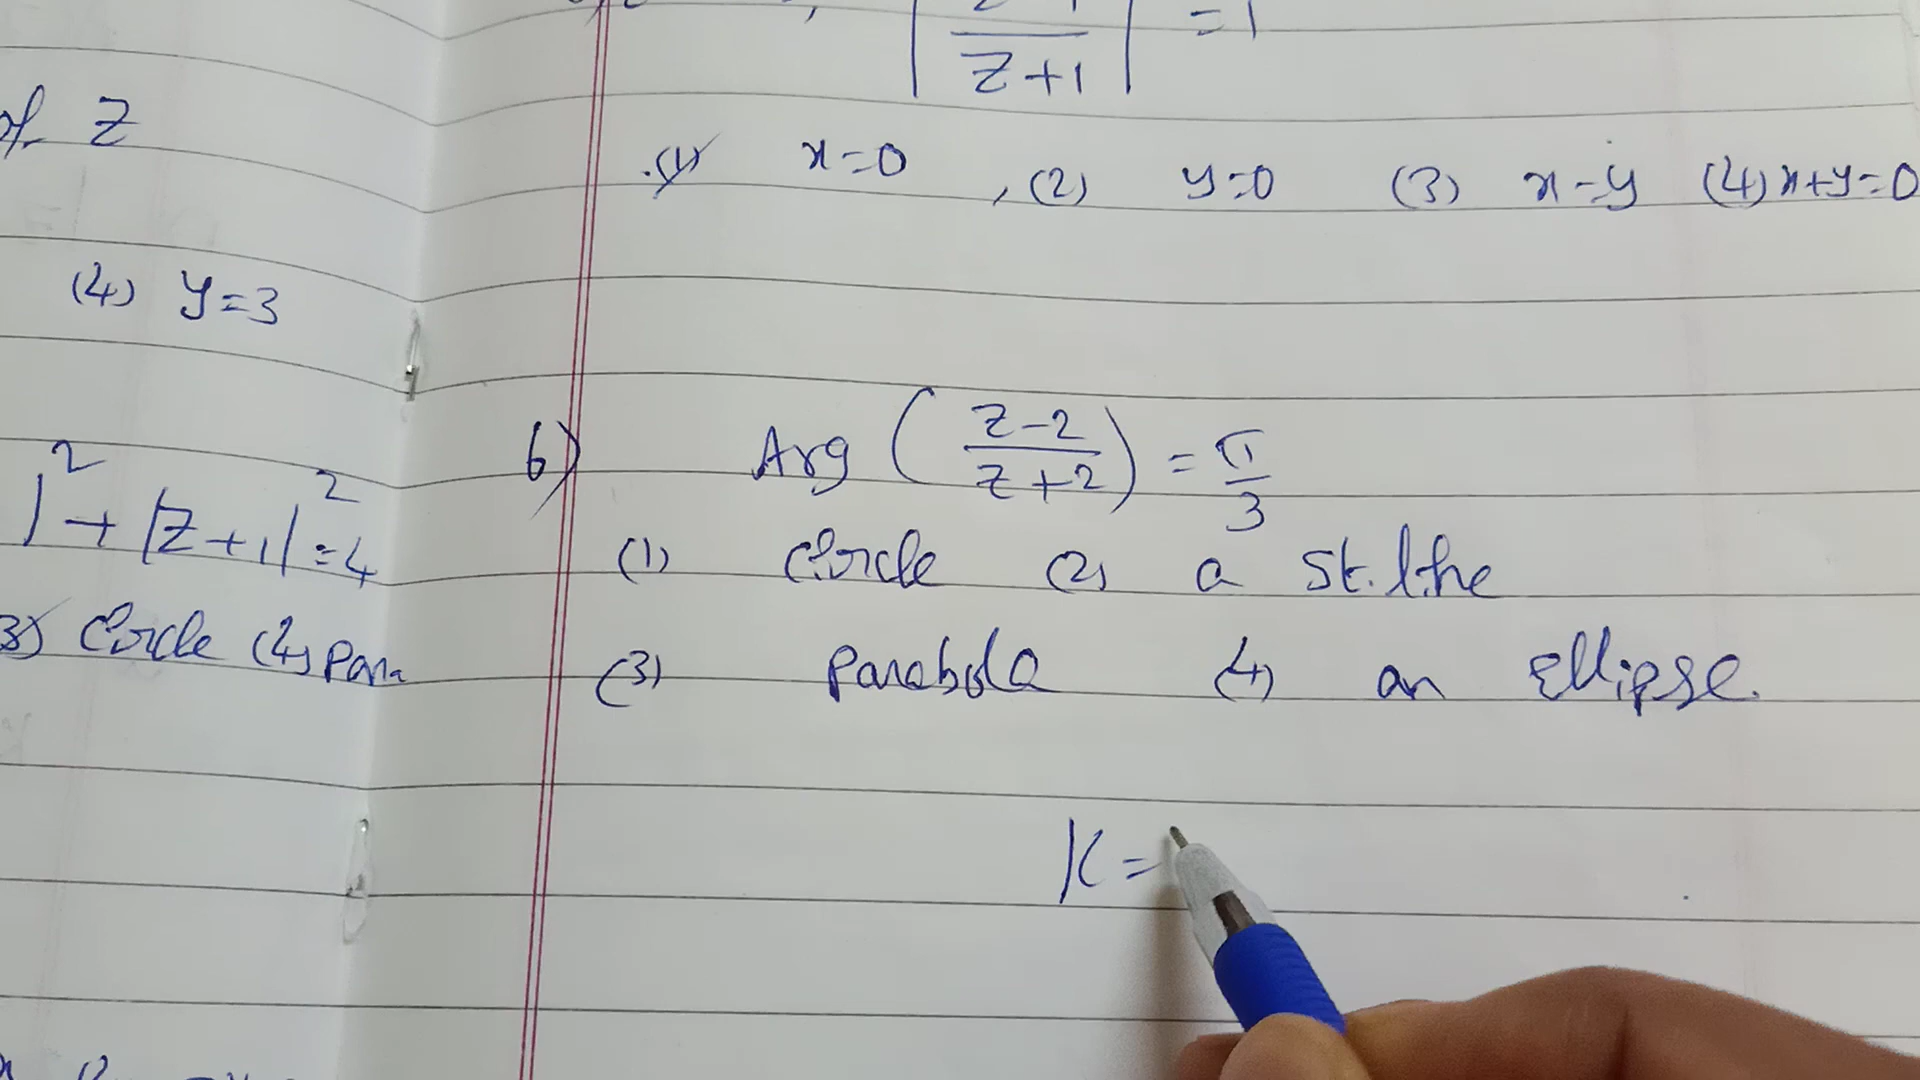 = 1
Z+1
of Z
(1) x=0 , (2) y=0 (3) x=y (4) x+y=0
(4) y=3
6) Arg (z-2/z+2) = π/3
|² + |z+1|²=4
(1) Circle (2) a st.line
3) Circle (4) Para
(3) Parabola (4) an Ellipse.
K=